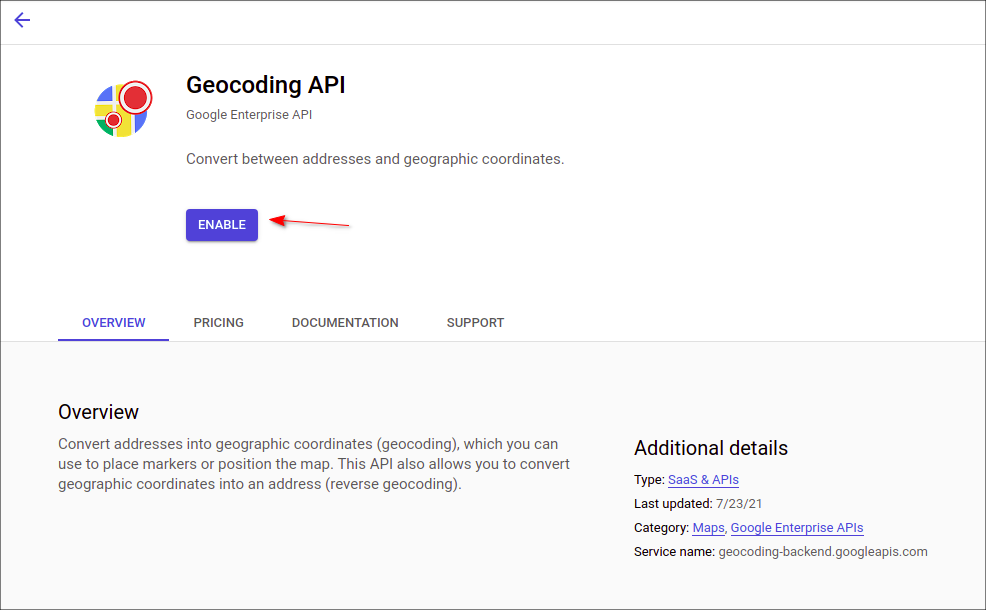 Geocoding API
Google Enterprise API
Convert between addresses and geographic coordinates.
ENABLE
OVERVIEW PRICING DOCUMENTATION SUPPORT
Overview
Convert addresses into geographic coordinates (geocoding), which you can
use to place markers or position the map. This API also allows you to convert
geographic coordinates into an address (reverse geocoding).
Additional details
Type: SaaS & APIs
Last updated: 7/23/21
Category: Maps, Google Enterprise APIs
Service name: geocoding-backend.googleapis.com